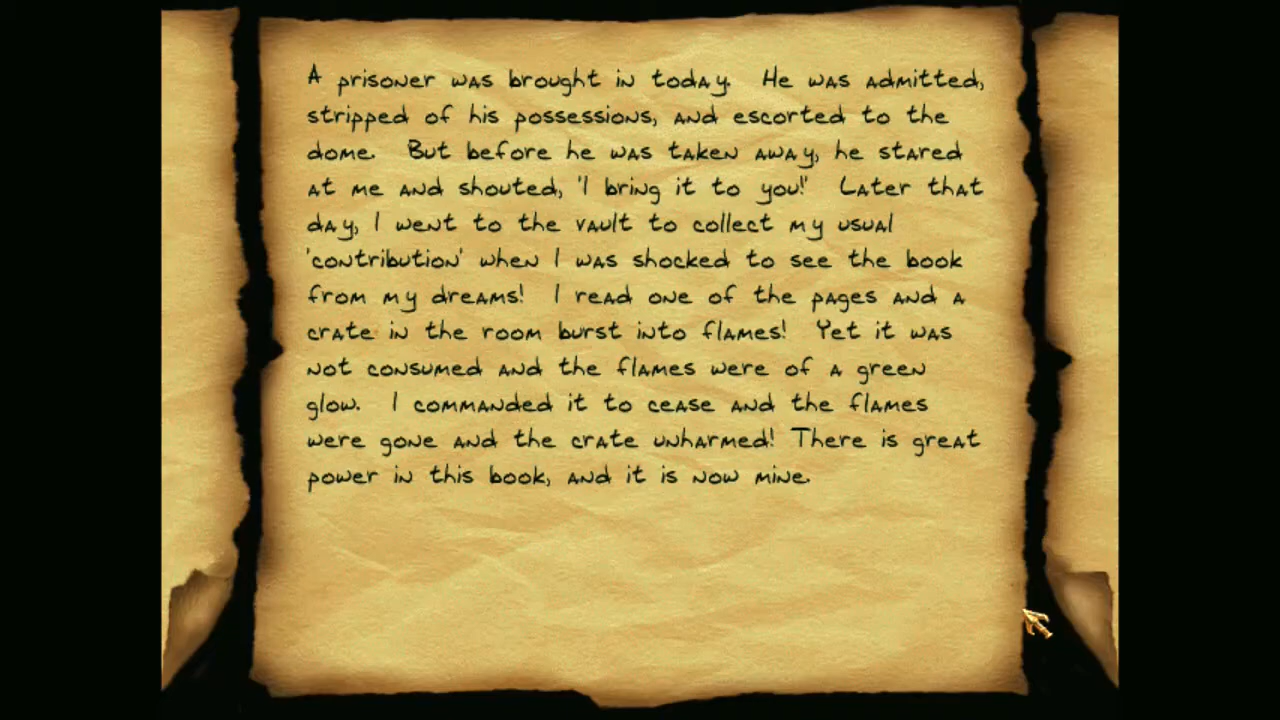 A prisoner was brought in today.  He was admitted,
stripped of his possessions, and escorted to the
dome.  But before he was taken away, he stared
at me and shouted, 'I bring it to you!'  Later that
day, I went to the vault to collect my usual
'contribution' when I was shocked to see the book
from my dreams!  I read one of the pages and a
crate in the room burst into flames!  Yet it was
not consumed and the flames were of a green
glow.  I commanded it to cease and the flames
were gone and the crate unharmed! There is great
power in this book, and it is now mine.